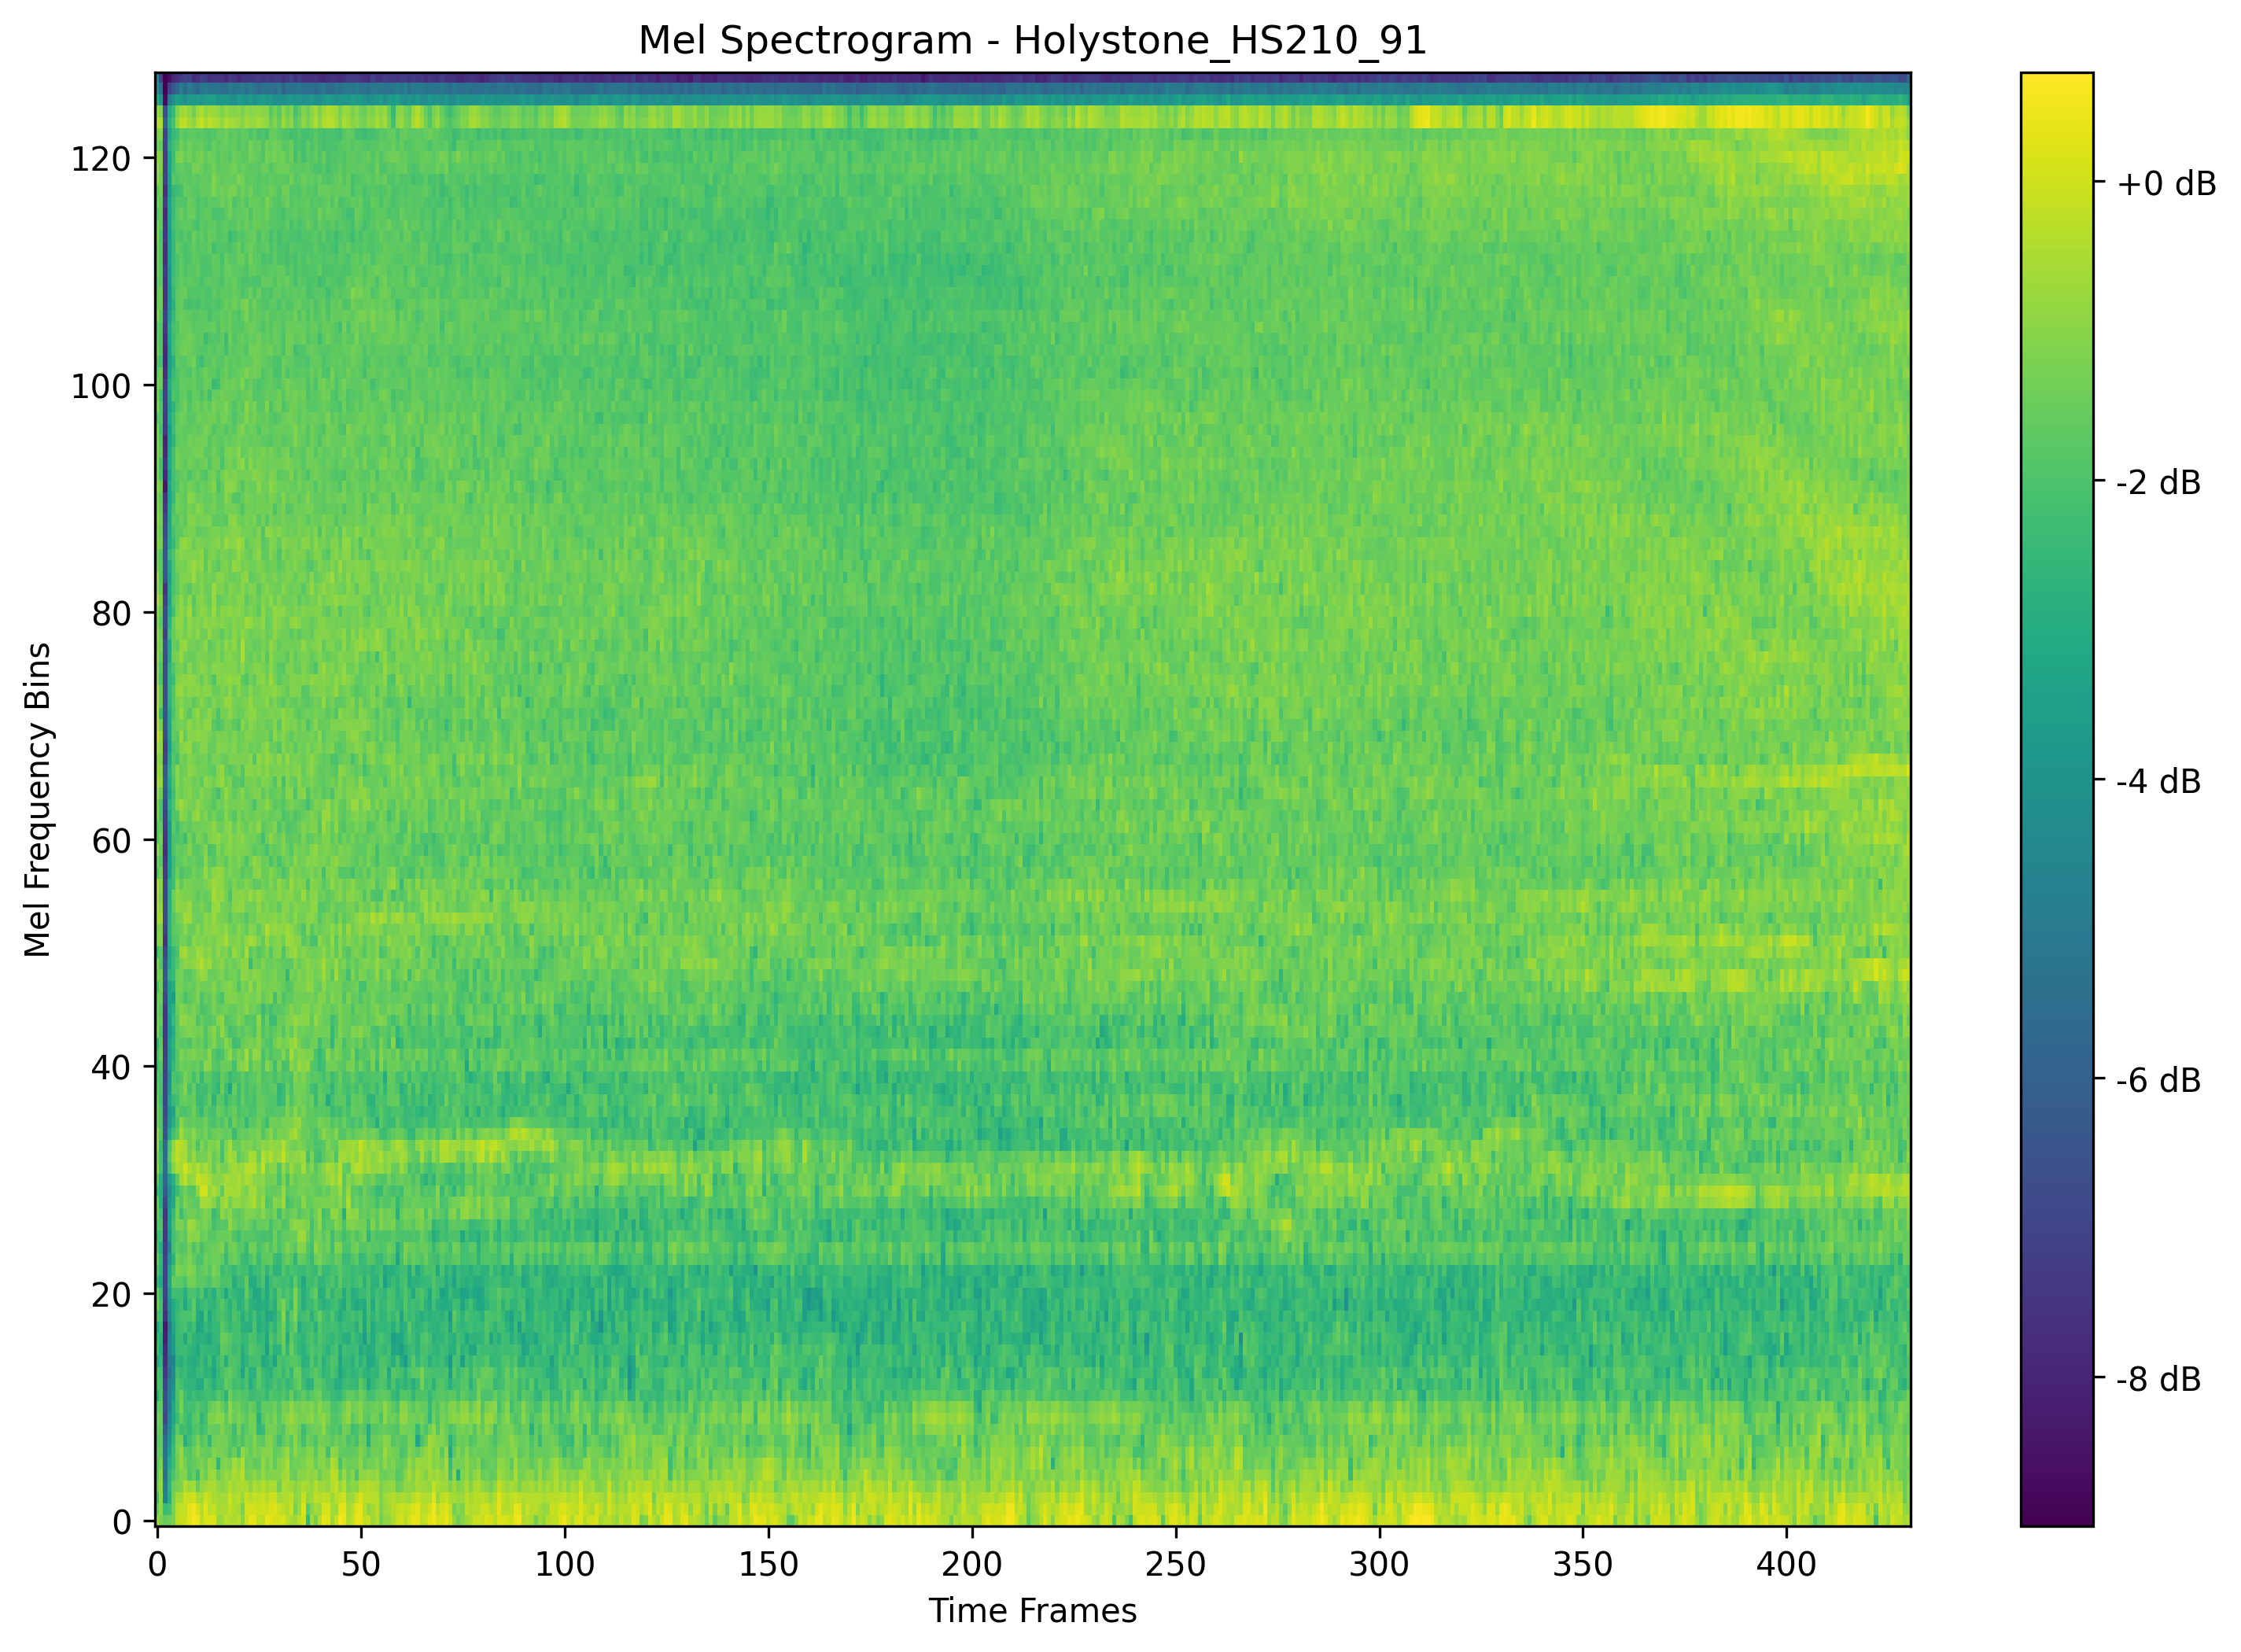 Mel Spectrogram - Holystone_HS210_91
Mel Frequency Bins
120
100
80
60
40
20
0
0 50 100 150 200 250 300 350 400
Time Frames
+0 dB
-2 dB
-4 dB
-6 dB
-8 dB